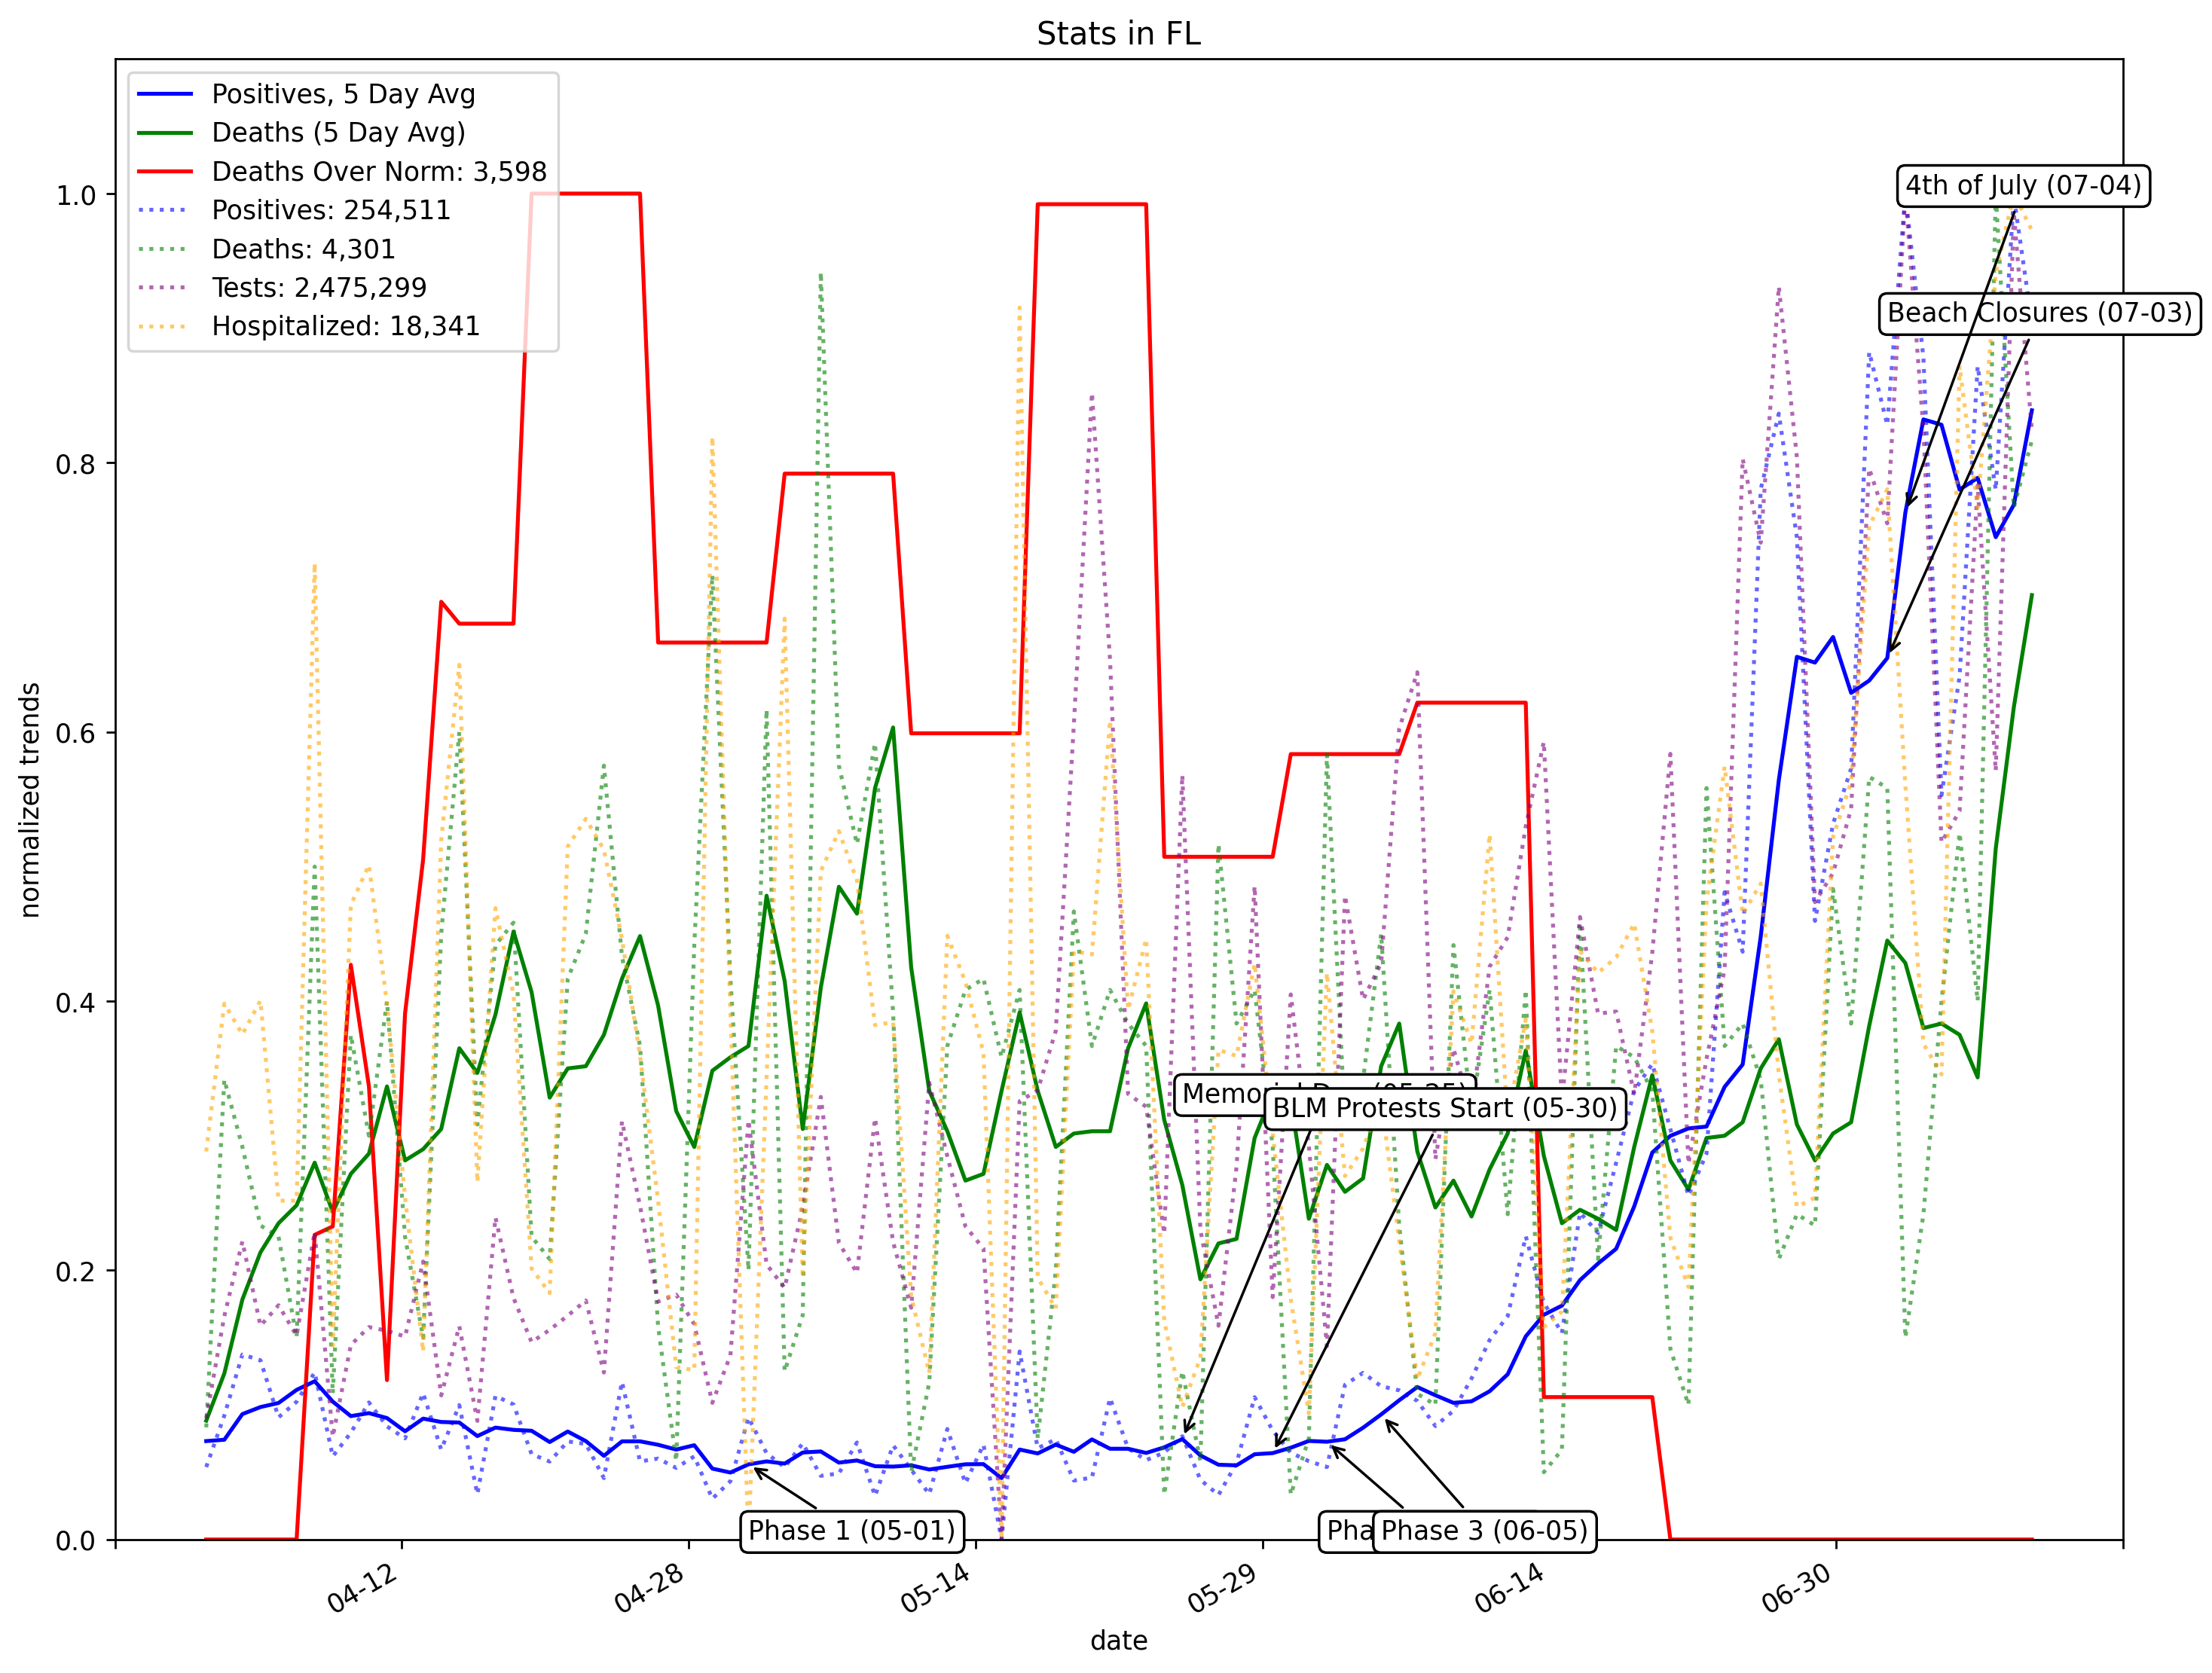 Stats in FL
Positives, 5 Day Avg
Deaths (5 Day Avg)
Deaths Over Norm: 3,598
Positives: 254,511
Deaths: 4,301
Tests: 2,475,299
Hospitalized: 18,341
4th of July (07-04)
Beach Closures (07-03)
BLM Protests Start (05-30)
Phase 1 (05-01)
Phase 3 (06-05)
normalized trends
1.0
0.8
0.6
0.4
0.2
0.0
04-12
04-28
05-14
05-29
06-14
06-30
date